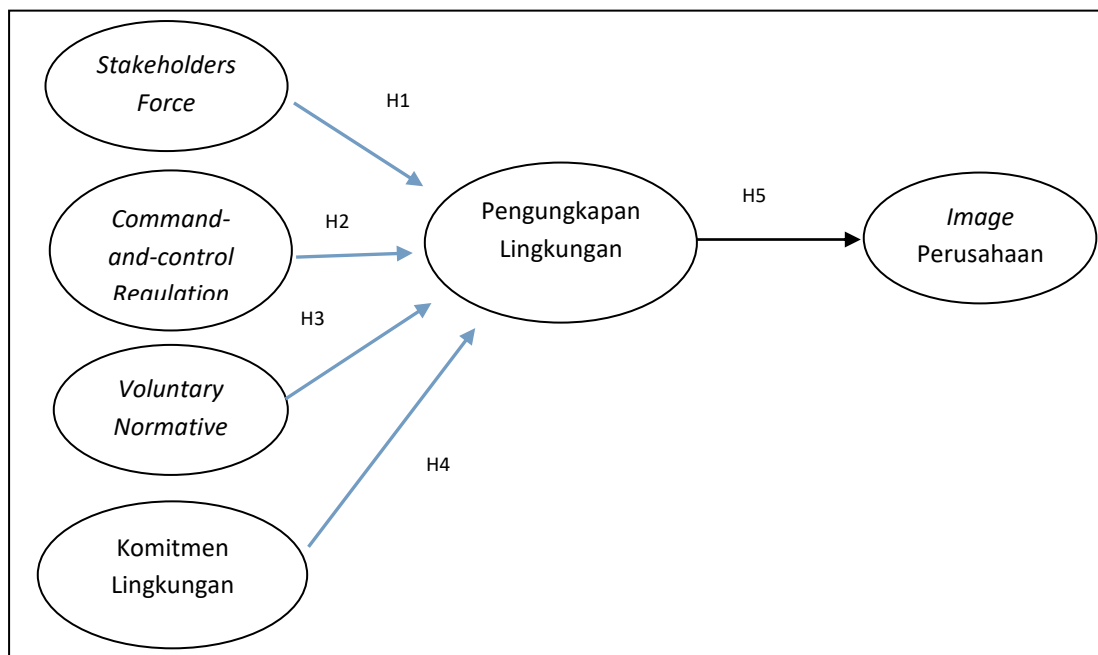 Stakeholders
Force
H1
Command-
and-control
Regulation
H2
Pengungkapan
Lingkungan
H5
Image
Perusahaan
H3
Voluntary
Normative
H4
Komitmen
Lingkungan